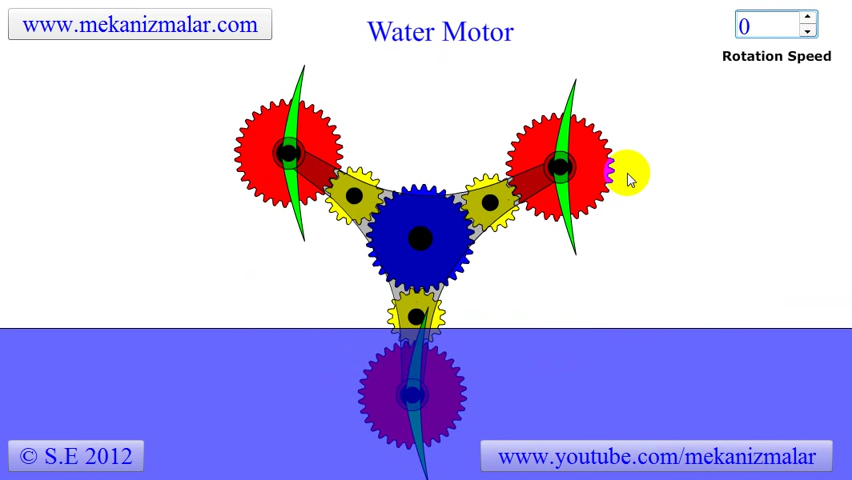 www.mekanizmalar.com
Water Motor
0
Rotation Speed
© S.E 2012
www.youtube.com/mekanizmalar